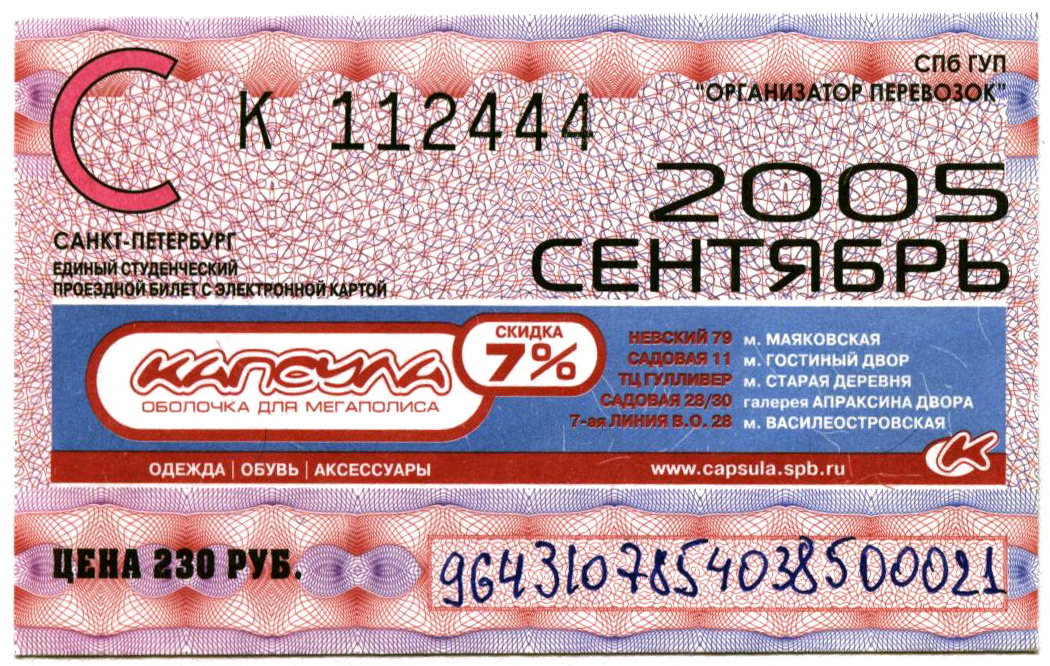 С
К 112444
СПб ГУП
"ОРГАНИЗАТОР ПЕРЕВОЗОК"
2005
СЕНТЯБРЬ
САНКТ-ПЕТЕРБУРГ
ЕДИНЫЙ СТУДЕНЧЕСКИЙ
ПРОЕЗДНОЙ БИЛЕТ С ЭЛЕКТРОННОЙ КАРТОЙ
КАПСУЛА
ОБОЛОЧКА ДЛЯ МЕГАПОЛИСА
СКИДКА
7%
НЕВСКИЙ 79 м. МАЯКОВСКАЯ
САДОВАЯ 11 м. ГОСТИНЫЙ ДВОР
ТЦ ГУЛЛИВЕР м. СТАРАЯ ДЕРЕВНЯ
САДОВАЯ 28/30 галерея АПРАКСИНА ДВОРА
7-ая ЛИНИЯ В.О. 28 м. ВАСИЛЕОСТРОВСКАЯ
ОДЕЖДА | ОБУВЬ | АКСЕССУАРЫ
www.capsula.spb.ru
ЦЕНА 230 РУБ.
9643107854038500021